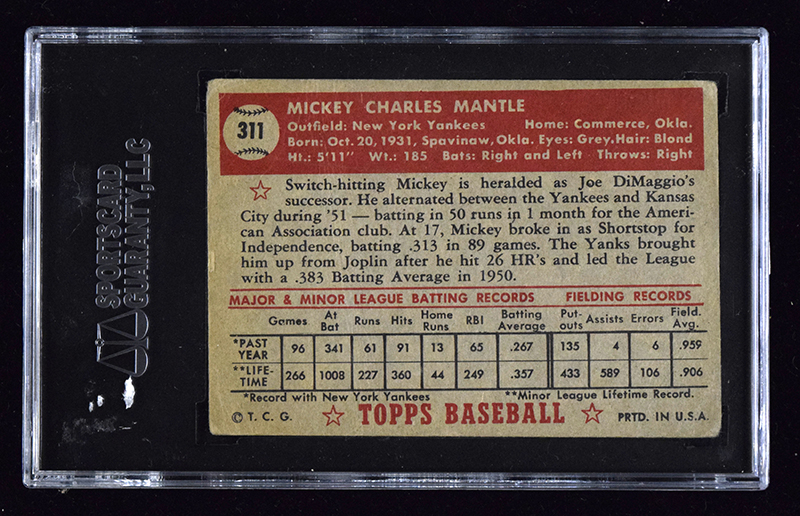 SPORTSCARD
GUARANTY, LLC
311
MICKEY CHARLES MANTLE
Outfield: New York Yankees Home: Commerce, Okla.
Born: Oct. 20, 1931, Spavinaw, Okla. Eyes: Grey. Hair: Blond
Ht.: 5'11" Wt.: 185 Bats: Right and Left Throws: Right
Switch-hitting Mickey is heralded as Joe DiMaggio's
successor. He alternated between the Yankees and Kansas
City during '51 — batting in 50 runs in 1 month for the Ameri-
can Association club. At 17, Mickey broke in as Shortstop for
Independence, batting .313 in 89 games. The Yanks brought
him up from Joplin after he hit 26 HR's and led the League
with a .383 Batting Average in 1950.
MAJOR & MINOR LEAGUE BATTING RECORDS FIELDING RECORDS
Games At Bat Runs Hits Home Runs RBI Batting Average Put-outs Assists Errors Field. Avg.
*PAST YEAR 96 341 61 91 13 65 .267 135 4 6 .959
**LIFE-TIME 266 1008 227 360 44 249 .357 433 589 106 .906
*Record with New York Yankees **Minor League Lifetime Record.
© T. C. G. TOPPS BASEBALL PRTD. IN U.S.A.